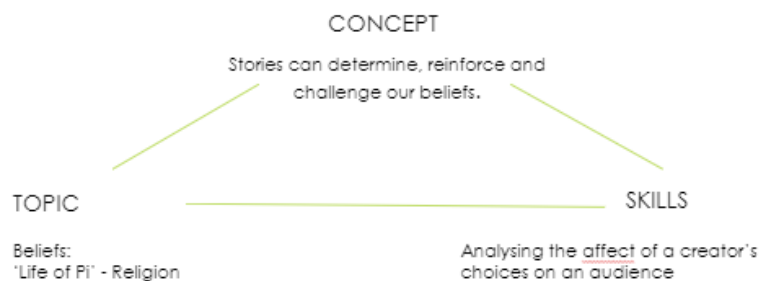 CONCEPT
Stories can determine, reinforce and
challenge our beliefs.
TOPIC
SKILLS
Beliefs:
'Life of Pi' - Religion
Analysing the affect of a creator's
choices on an audience